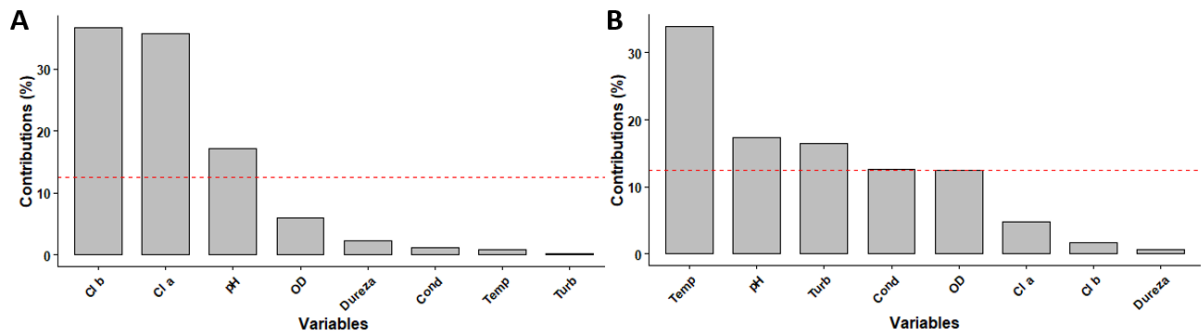 A
Contributions (%)
30
20
10
0
Cl b
Cl a
pH
OD
Dureza
Cond
Temp
Turb
Variables
B
Contributions (%)
30
20
10
0
Temp
pH
Turb
Cond
OD
Cl a
Cl b
Dureza
Variables